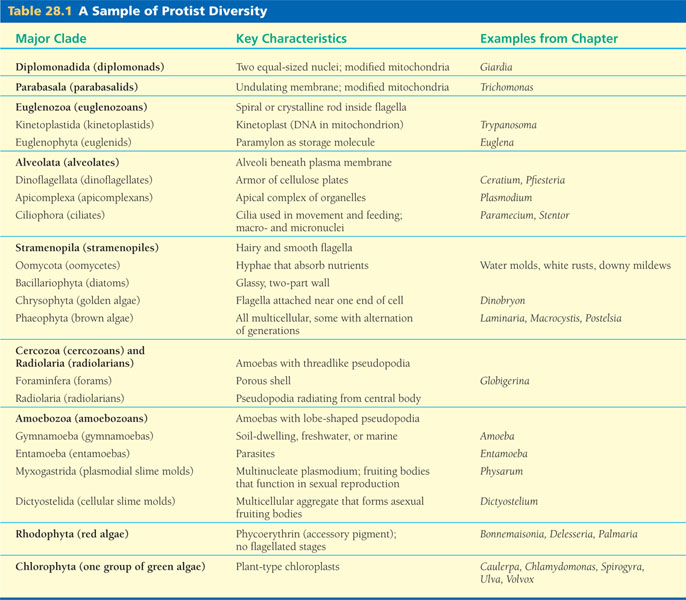 Table 28.1 A Sample of Protist Diversity
Major Clade Key Characteristics Examples from Chapter
Diplomonadida (diplomonads) Two equal-sized nuclei; modified mitochondria Giardia
Parabasala (parabasalids) Undulating membrane; modified mitochondria Trichomonas
Euglenozoa (euglenozoans) Spiral or crystalline rod inside flagella
Kinetoplastida (kinetoplastids) Kinetoplast (DNA in mitochondrion) Trypanosoma
Euglenophyta (euglenids) Paramylon as storage molecule Euglena
Alveolata (alveolates) Alveoli beneath plasma membrane
Dinoflagellata (dinoflagellates) Armor of cellulose plates Ceratium, Pfiesteria
Apicomplexa (apicomplexans) Apical complex of organelles Plasmodium
Ciliophora (ciliates) Cilia used in movement and feeding; Paramecium, Stentor
macro- and micronuclei
Stramenopila (stramenopiles) Hairy and smooth flagella
Oomycota (oomycetes) Hyphae that absorb nutrients Water molds, white rusts, downy mildews
Bacillariophyta (diatoms) Glassy, two-part wall
Chrysophyta (golden algae) Flagella attached near one end of cell Dinobryon
Phaeophyta (brown algae) All multicellular, some with alternation Laminaria, Macrocystis, Postelsia
of generations
Cercozoa (cercozoans) and
Radiolaria (radiolarians) Amoebas with threadlike pseudopodia
Foraminfera (forams) Porous shell Globigerina
Radiolaria (radiolarians) Pseudopodia radiating from central body
Amoebozoa (amoebozoans) Amoebas with lobe-shaped pseudopodia
Gymnamoeba (gymnamoebas) Soil-dwelling, freshwater, or marine Amoeba
Entamoeba (entamoebas) Parasites Entamoeba
Myxogastrida (plasmodial slime molds) Multinucleate plasmodium; fruiting bodies Physarum
that function in sexual reproduction
Dictyostelida (cellular slime molds) Multicellular aggregate that forms asexual Dictyostelium
fruiting bodies
Rhodophyta (red algae) Phycoerythrin (accessory pigment); Bonnemaisonia, Delesseria, Palmaria
no flagellated stages
Chlorophyta (one group of green algae) Plant-type chloroplasts Caulerpa, Chlamydomonas, Spirogyra,
Ulva, Volvox